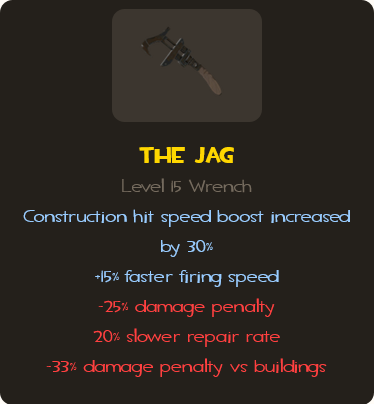 THE JAG
Level 15 Wrench
Construction hit speed boost increased
by 30%
+15% faster firing speed
-25% damage penalty
20% slower repair rate
-33% damage penalty vs buildings